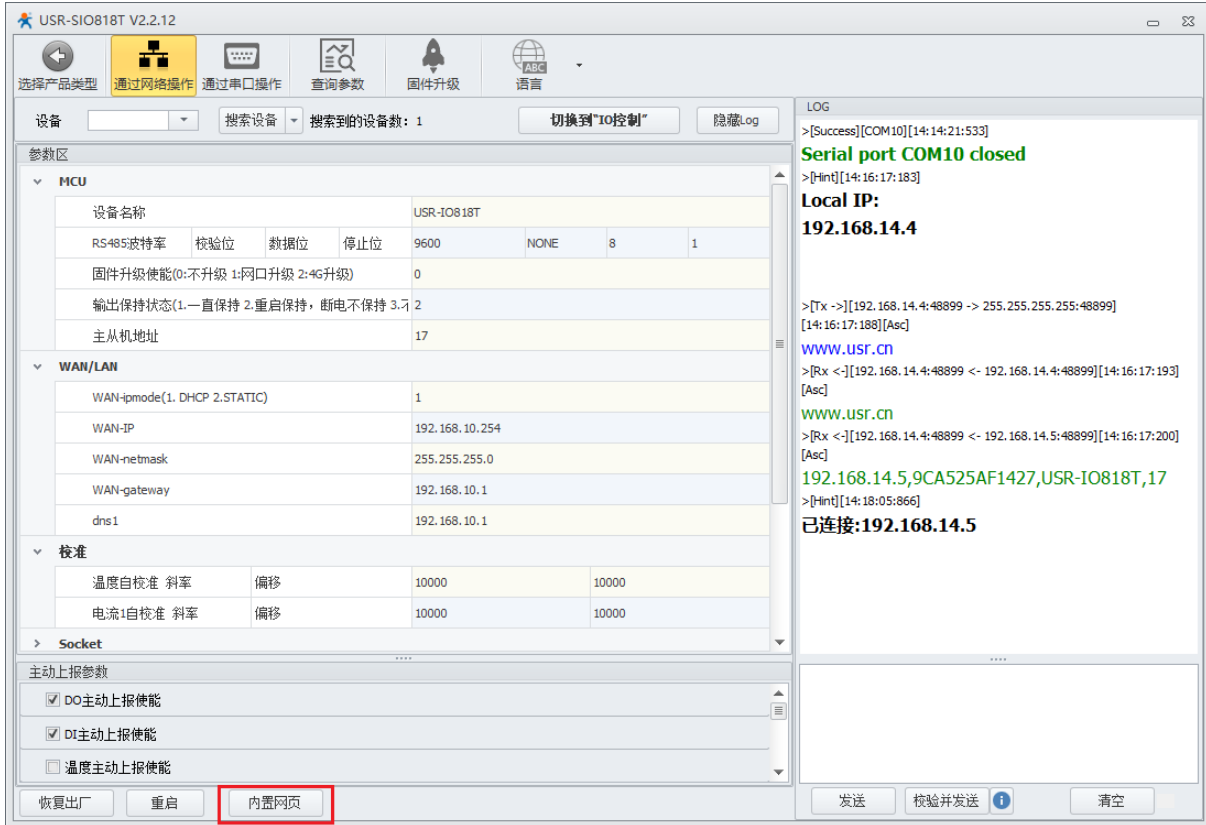 USR-SIO818T V2.2.12
选择产品类型 通过网络操作 通过串口操作 查询参数 固件升级 语言
设备 搜索设备 搜索到的设备数: 1 切换到"IO控制" 隐藏Log
参数区
MCU
设备名称 USR-IO818T
RS485波特率 校验位 数据位 停止位 9600 NONE 8 1
固件升级使能(0:不升级 1:网口升级 2:4G升级) 0
输出保持状态(1.一直保持 2.重启保持，断电不保持 3.不 2
主从机地址 17
WAN/LAN
WAN-ipmode(1. DHCP 2.STATIC) 1
WAN-IP 192.168.10.254
WAN-netmask 255.255.255.0
WAN-gateway 192.168.10.1
dns1 192.168.10.1
校准
温度自校准 斜率 偏移 10000 10000
电流1自校准 斜率 偏移 10000 10000
Socket
主动上报参数
DO主动上报使能
DI主动上报使能
温度主动上报使能
恢复出厂 重启 内置网页
LOG
>[Success][COM10][14:14:21:533]
Serial port COM10 closed
>[Hint][14:16:17:183]
Local IP:
192.168.14.4
>[Tx ->][192.168.14.4:48899 -> 255.255.255.255:48899]
[14:16:17:188][Asc]
www.usr.cn
>[Rx <-][192.168.14.4:48899 <- 192.168.14.4:48899][14:16:17:193]
[Asc]
www.usr.cn
>[Rx <-][192.168.14.4:48899 <- 192.168.14.5:48899][14:16:17:200]
[Asc]
192.168.14.5,9CA525AF1427,USR-IO818T,17
>[Hint][14:18:05:866]
已连接:192.168.14.5
发送 校验并发送 清空